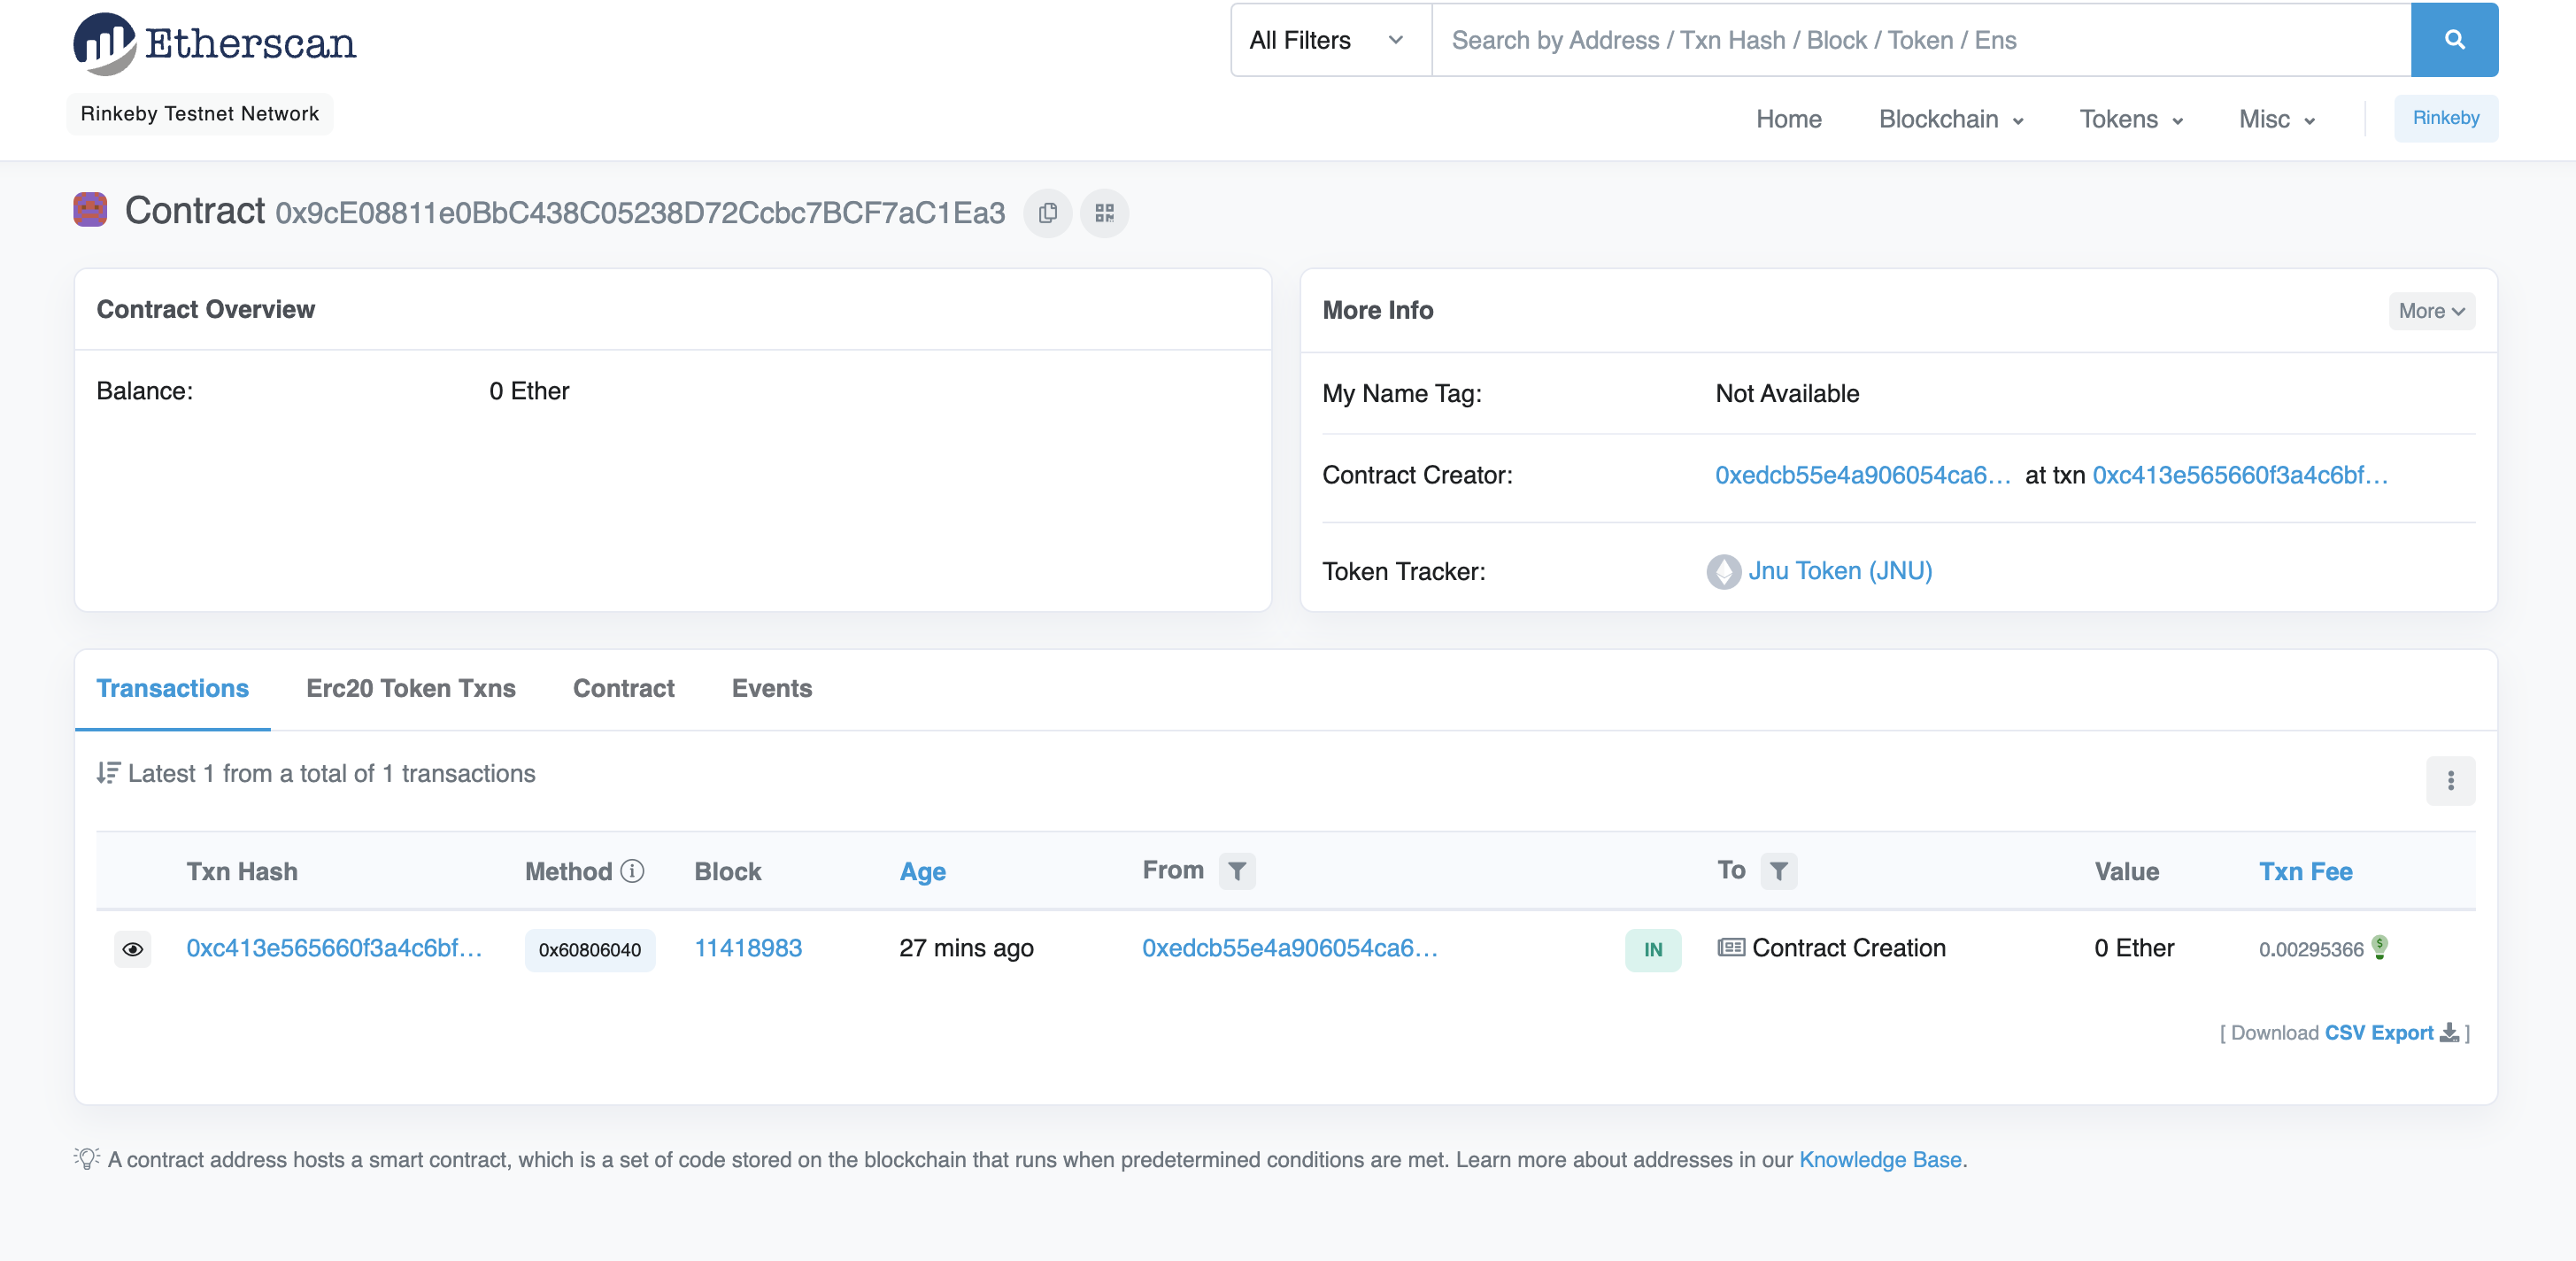 Etherscan
All Filters
Search by Address / Txn Hash / Block / Token / Ens
Rinkeby Testnet Network
Home Blockchain Tokens Misc Rinkeby
Contract 0x9cE08811e0BbC438C05238D72Ccbc7BCF7aC1Ea3
Contract Overview
Balance: 0 Ether
More Info More
My Name Tag: Not Available
Contract Creator: 0xedcb55e4a906054ca6... at txn 0xc413e565660f3a4c6bf...
Token Tracker: Jnu Token (JNU)
Transactions Erc20 Token Txns Contract Events
Latest 1 from a total of 1 transactions
Txn Hash Method Block Age From To Value Txn Fee
0xc413e565660f3a4c6bf... 0x60806040 11418983 27 mins ago 0xedcb55e4a906054ca6... IN Contract Creation 0 Ether 0.00295366
[ Download CSV Export ]
A contract address hosts a smart contract, which is a set of code stored on the blockchain that runs when predetermined conditions are met. Learn more about addresses in our Knowledge Base.